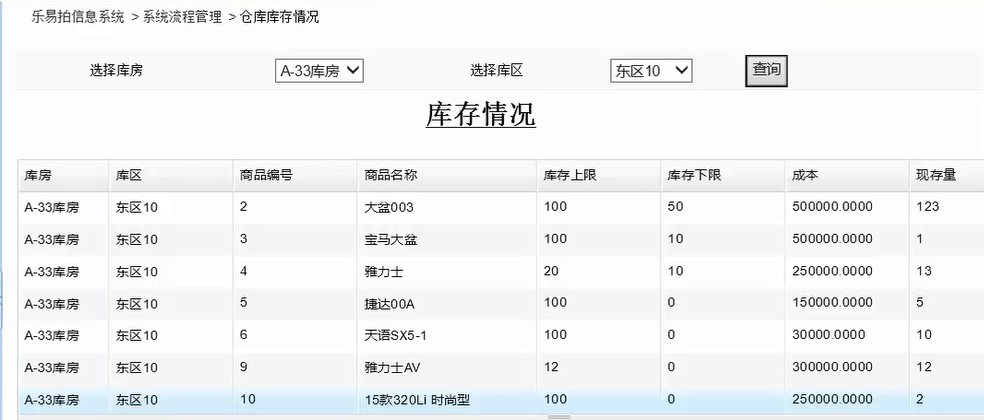 乐易拍信息系统 > 系统流程管理 > 仓库库存情况
选择库房 A-33库房 选择库区 东区10 查询
库存情况
库房 库区 商品编号 商品名称 库存上限 库存下限 成本 现存量
A-33库房 东区10 2 大盆003 100 50 500000.0000 123
A-33库房 东区10 3 宝马大盆 100 10 500000.0000 1
A-33库房 东区10 4 雅力士 20 10 250000.0000 13
A-33库房 东区10 5 捷达00A 100 0 150000.0000 5
A-33库房 东区10 6 天语SX5-1 100 0 30000.0000 10
A-33库房 东区10 9 雅力士AV 12 0 300000.0000 12
A-33库房 东区10 10 15款320Li 时尚型 100 0 250000.0000 2